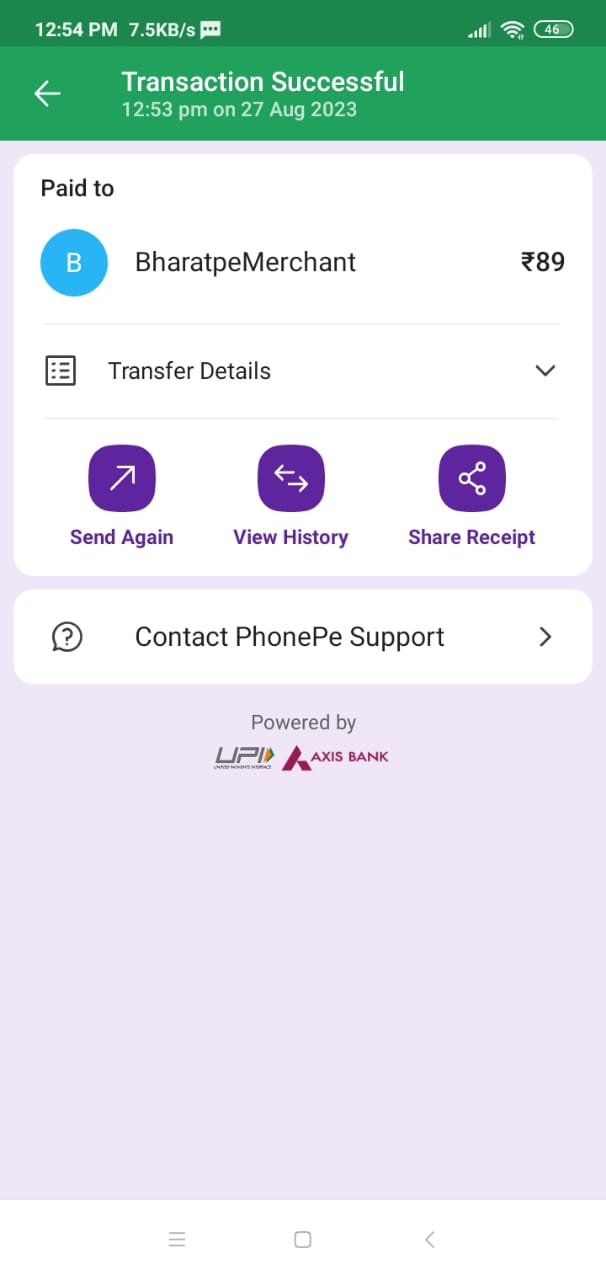 12:54 PM 7.5KB/s 46
Transaction Successful
12:53 pm on 27 Aug 2023
Paid to
B BharatpeMerchant ₹89
Transfer Details
Send Again View History Share Receipt
Contact PhonePe Support
Powered by
UPI AXIS BANK
UNIFIED PAYMENTS INTERFACE